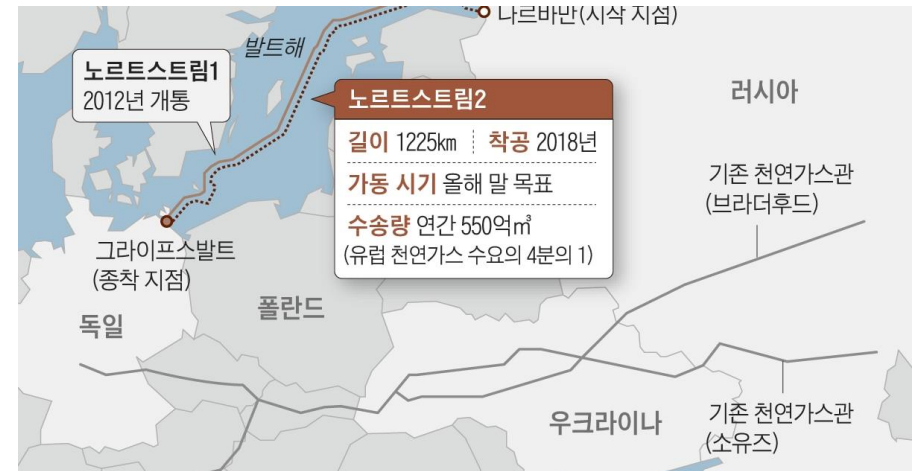 나르바만(시작 지점)
발트해
노르트스트림1
2012년 개통
노르트스트림2
길이 1225㎞ 착공 2018년
가동 시기 올해 말 목표
수송량 연간 550억㎥
(유럽 천연가스 수요의 4분의 1)
러시아
기존 천연가스관
(브라더후드)
그라이프스발트
(종착 지점)
독일
폴란드
우크라이나
기존 천연가스관
(소유즈)